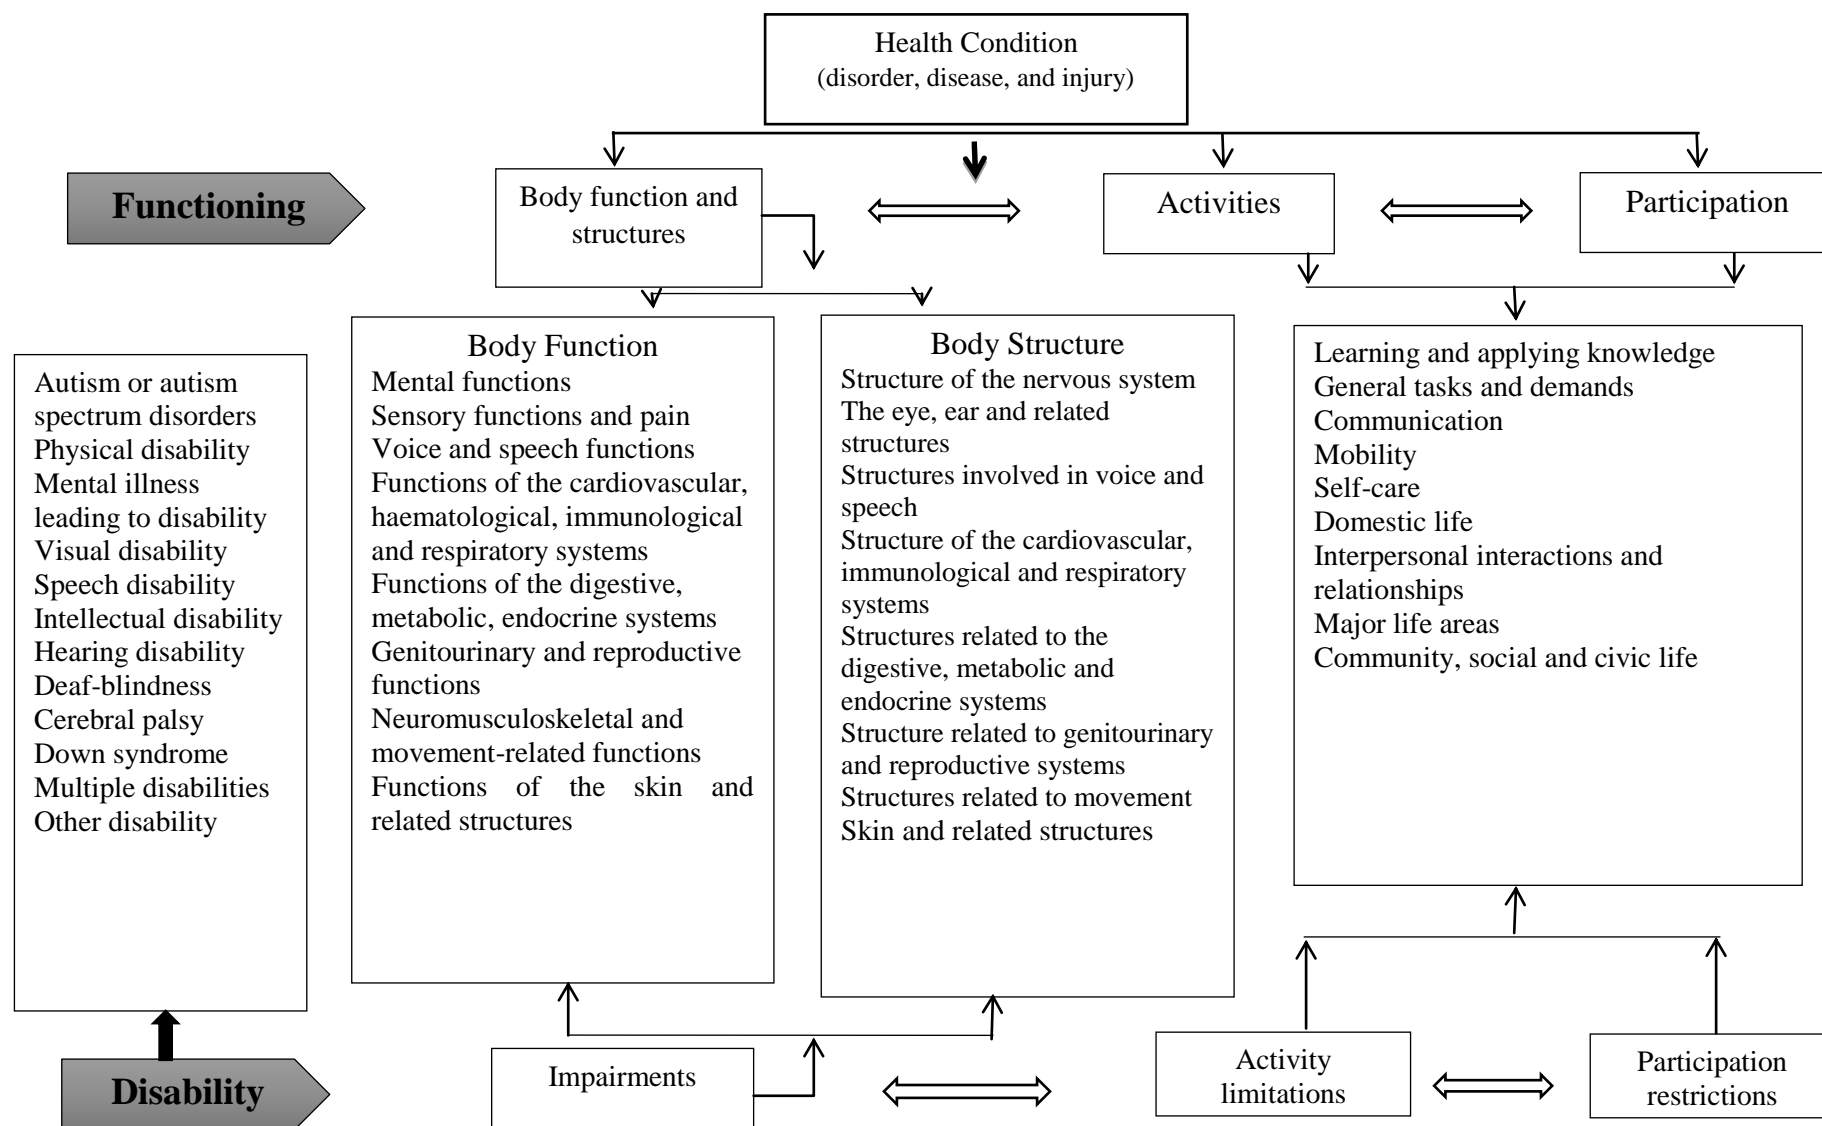 Health Condition
(disorder, disease, and injury)
Functioning
Body function and
structures
Activities
Participation
Autism or autism
spectrum disorders
Physical disability
Mental illness
leading to disability
Visual disability
Speech disability
Intellectual disability
Hearing disability
Deaf-blindness
Cerebral palsy
Down syndrome
Multiple disabilities
Other disability
Body Function
Mental functions
Sensory functions and pain
Voice and speech functions
Functions of the cardiovascular,
haematological, immunological
and respiratory systems
Functions of the digestive,
metabolic, endocrine systems
Genitourinary and reproductive
functions
Neuromusculoskeletal and
movement-related functions
Functions of the skin and
related structures
Body Structure
Structure of the nervous system
The eye, ear and related
structures
Structures involved in voice and
speech
Structure of the cardiovascular,
immunological and respiratory
systems
Structures related to the
digestive, metabolic and
endocrine systems
Structure related to genitourinary
and reproductive systems
Structures related to movement
Skin and related structures
Learning and applying knowledge
General tasks and demands
Communication
Mobility
Self-care
Domestic life
Interpersonal interactions and
relationships
Major life areas
Community, social and civic life
Disability
Impairments
Activity
limitations
Participation
restrictions